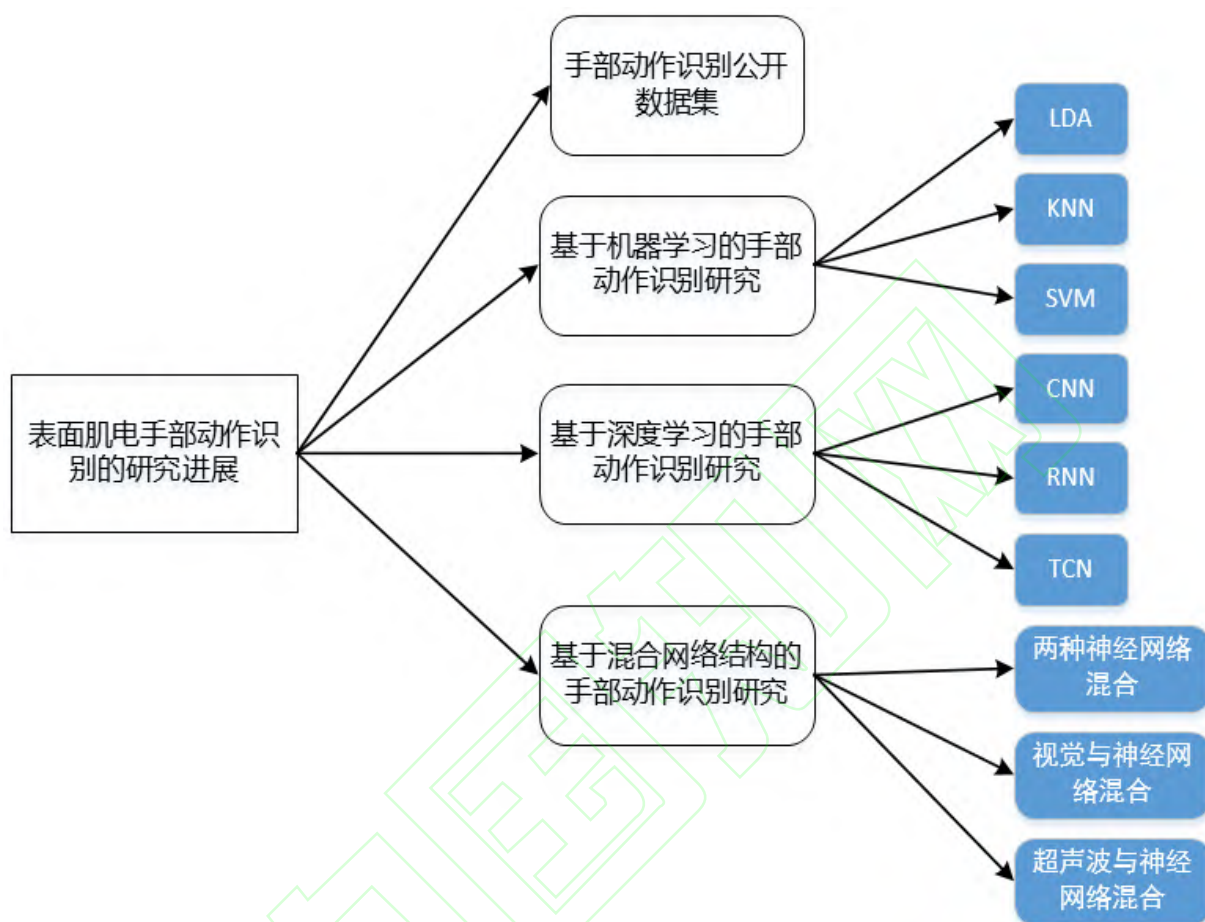 手部动作识别公开
数据集
LDA
KNN
基于机器学习的手部
动作识别研究
SVM
CNN
表面肌电手部动作识
别的研究进展
基于深度学习的手部
动作识别研究
RNN
TCN
基于混合网络结构的
手部动作识别研究
两种神经网络
混合
视觉与神经网
络混合
超声波与神经
网络混合